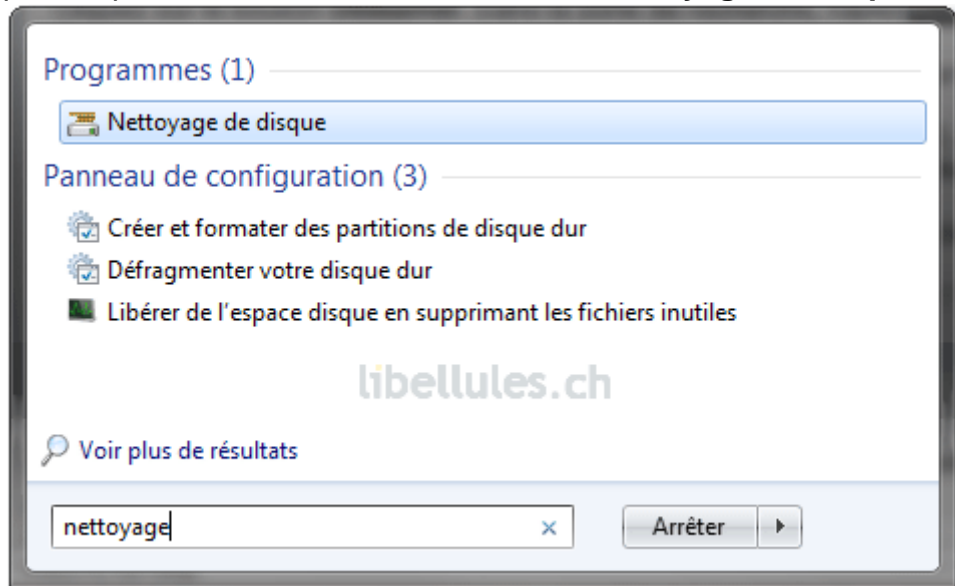 Programmes (1)
Nettoyage de disque
Panneau de configuration (3)
Créer et formater des partitions de disque dur
Défragmenter votre disque dur
Libérer de l'espace disque en supprimant les fichiers inutiles
libellules.ch
Voir plus de résultats
nettoyage
Arrêter